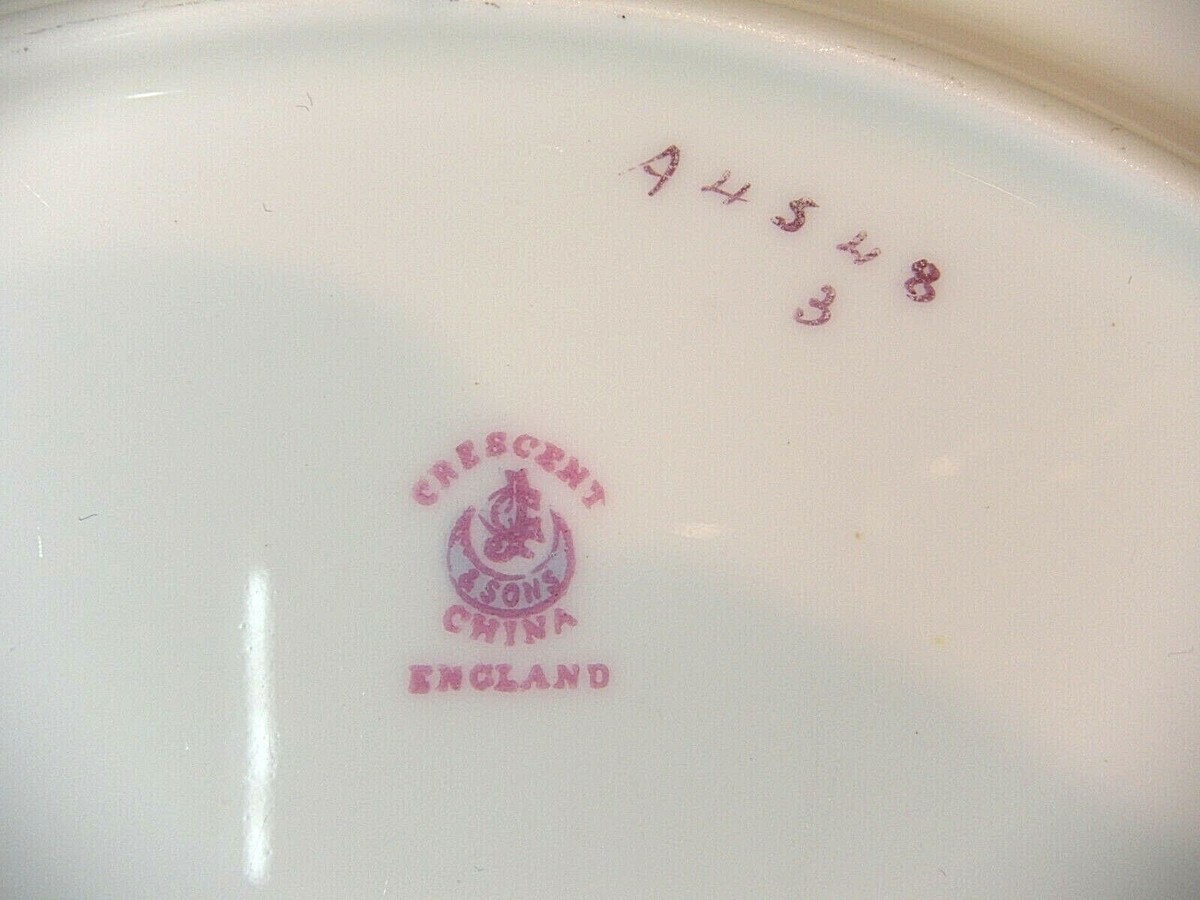 A4548
3
CRESCENT
& SONS
CHINA
ENGLAND